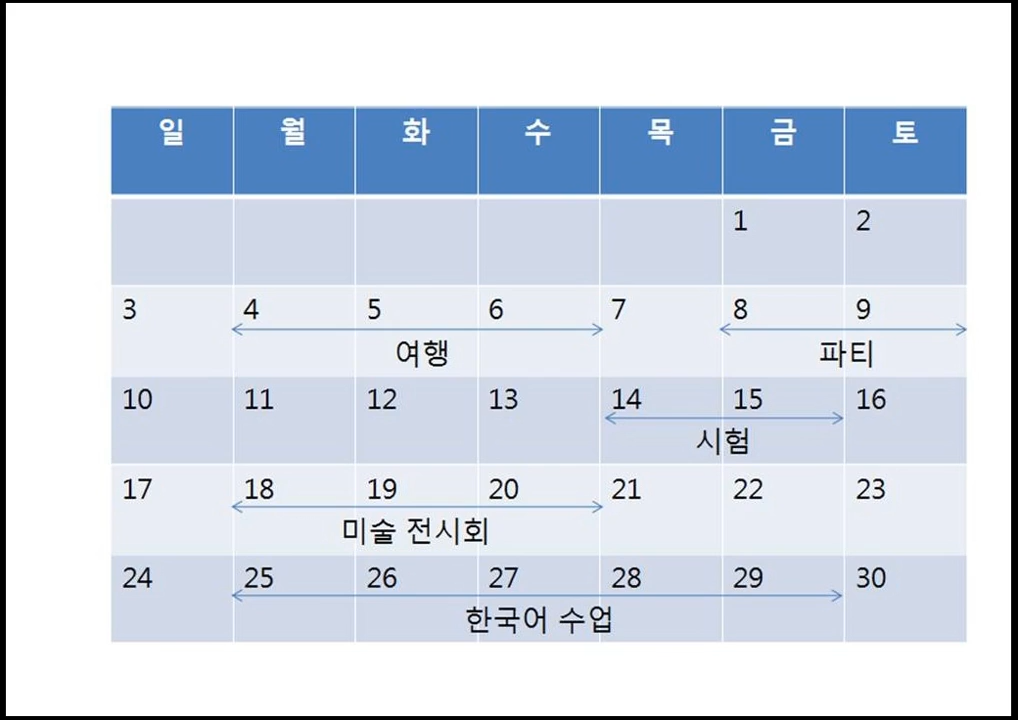 일 월 화 수 목 금 토
1 2
3 4 5 6 7 8 9
여행 파티
10 11 12 13 14 15 16
시험
17 18 19 20 21 22 23
미술 전시회
24 25 26 27 28 29 30
한국어 수업